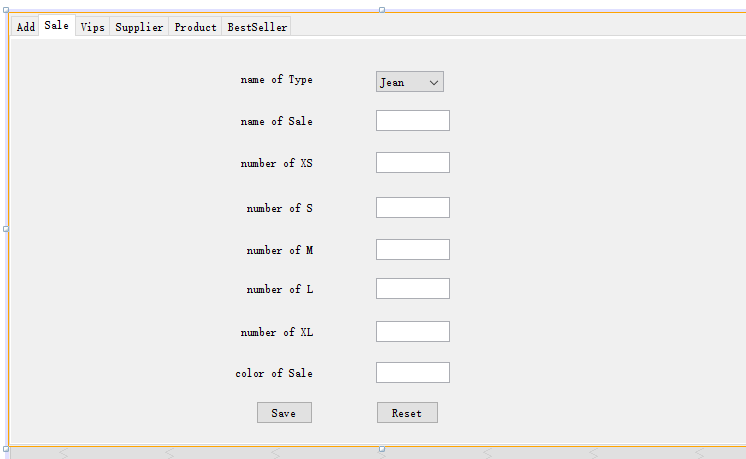 Add Sale Vips Supplier Product BestSeller
name of Type Jean
name of Sale
number of XS
number of S
number of M
number of L
number of XL
color of Sale
Save Reset